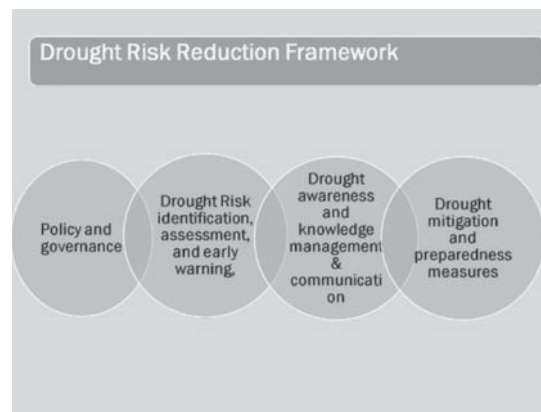 Drought Risk Reduction Framework
Policy and
governance
Drought Risk
identification,
assessment,
and early
warning,
Drought
awareness
and
knowledge
management
&
communicati
on
Drought
mitigation
and
preparedness
measures